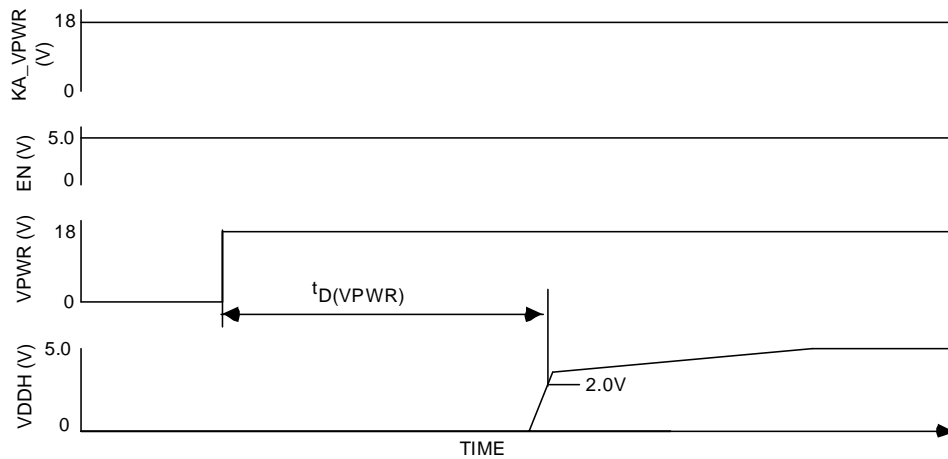 KA_VPWR
(V)
18
0
EN (V)
5.0
0
VPWR (V)
18
0
tD(VPWR)
VDDH (V)
5.0
0
2.0V
TIME